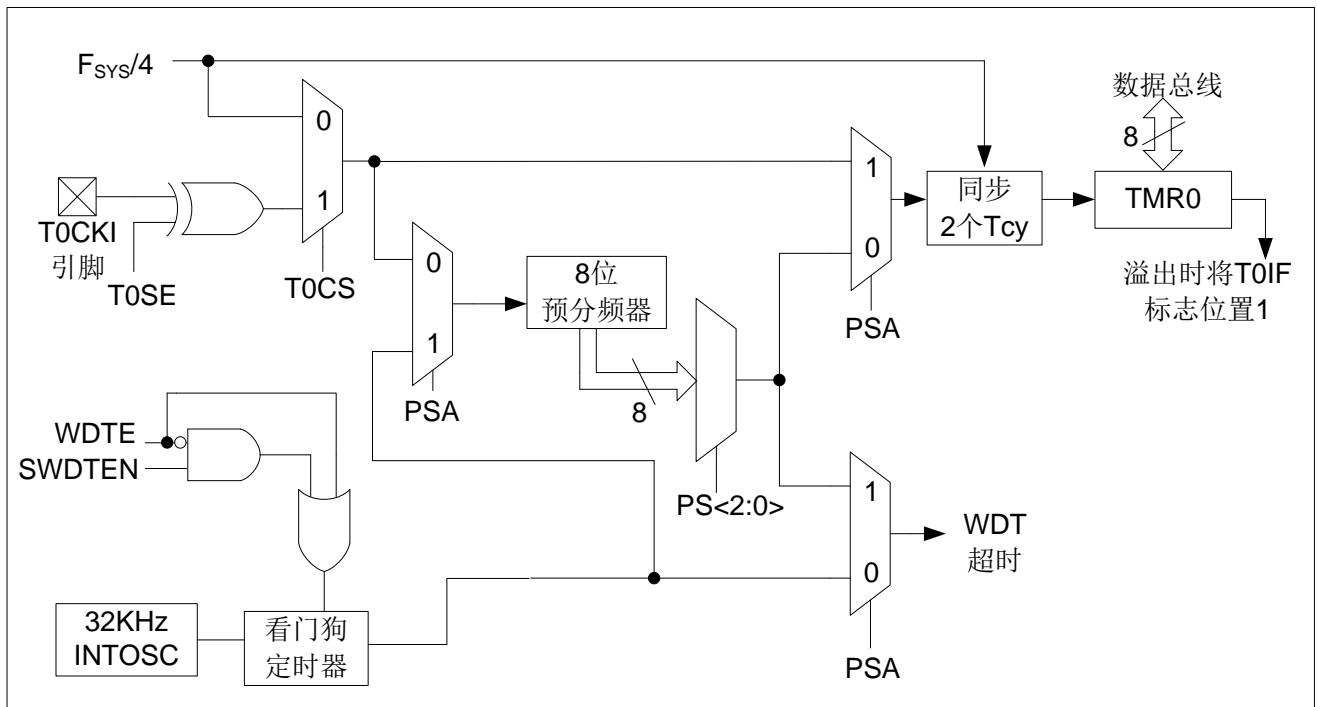 FSYS/4
数据总线
8
0
1
T0CKI
引脚
T0SE
T0CS
0
1
PSA
8位
预分频器
8
PS<2:0>
1
0
PSA
同步
2个Tcy
TMR0
溢出时将T0IF
标志位置1
WDTE
SWDTEN
32KHz
INTOSC
看门狗
定时器
1
0
PSA
WDT
超时